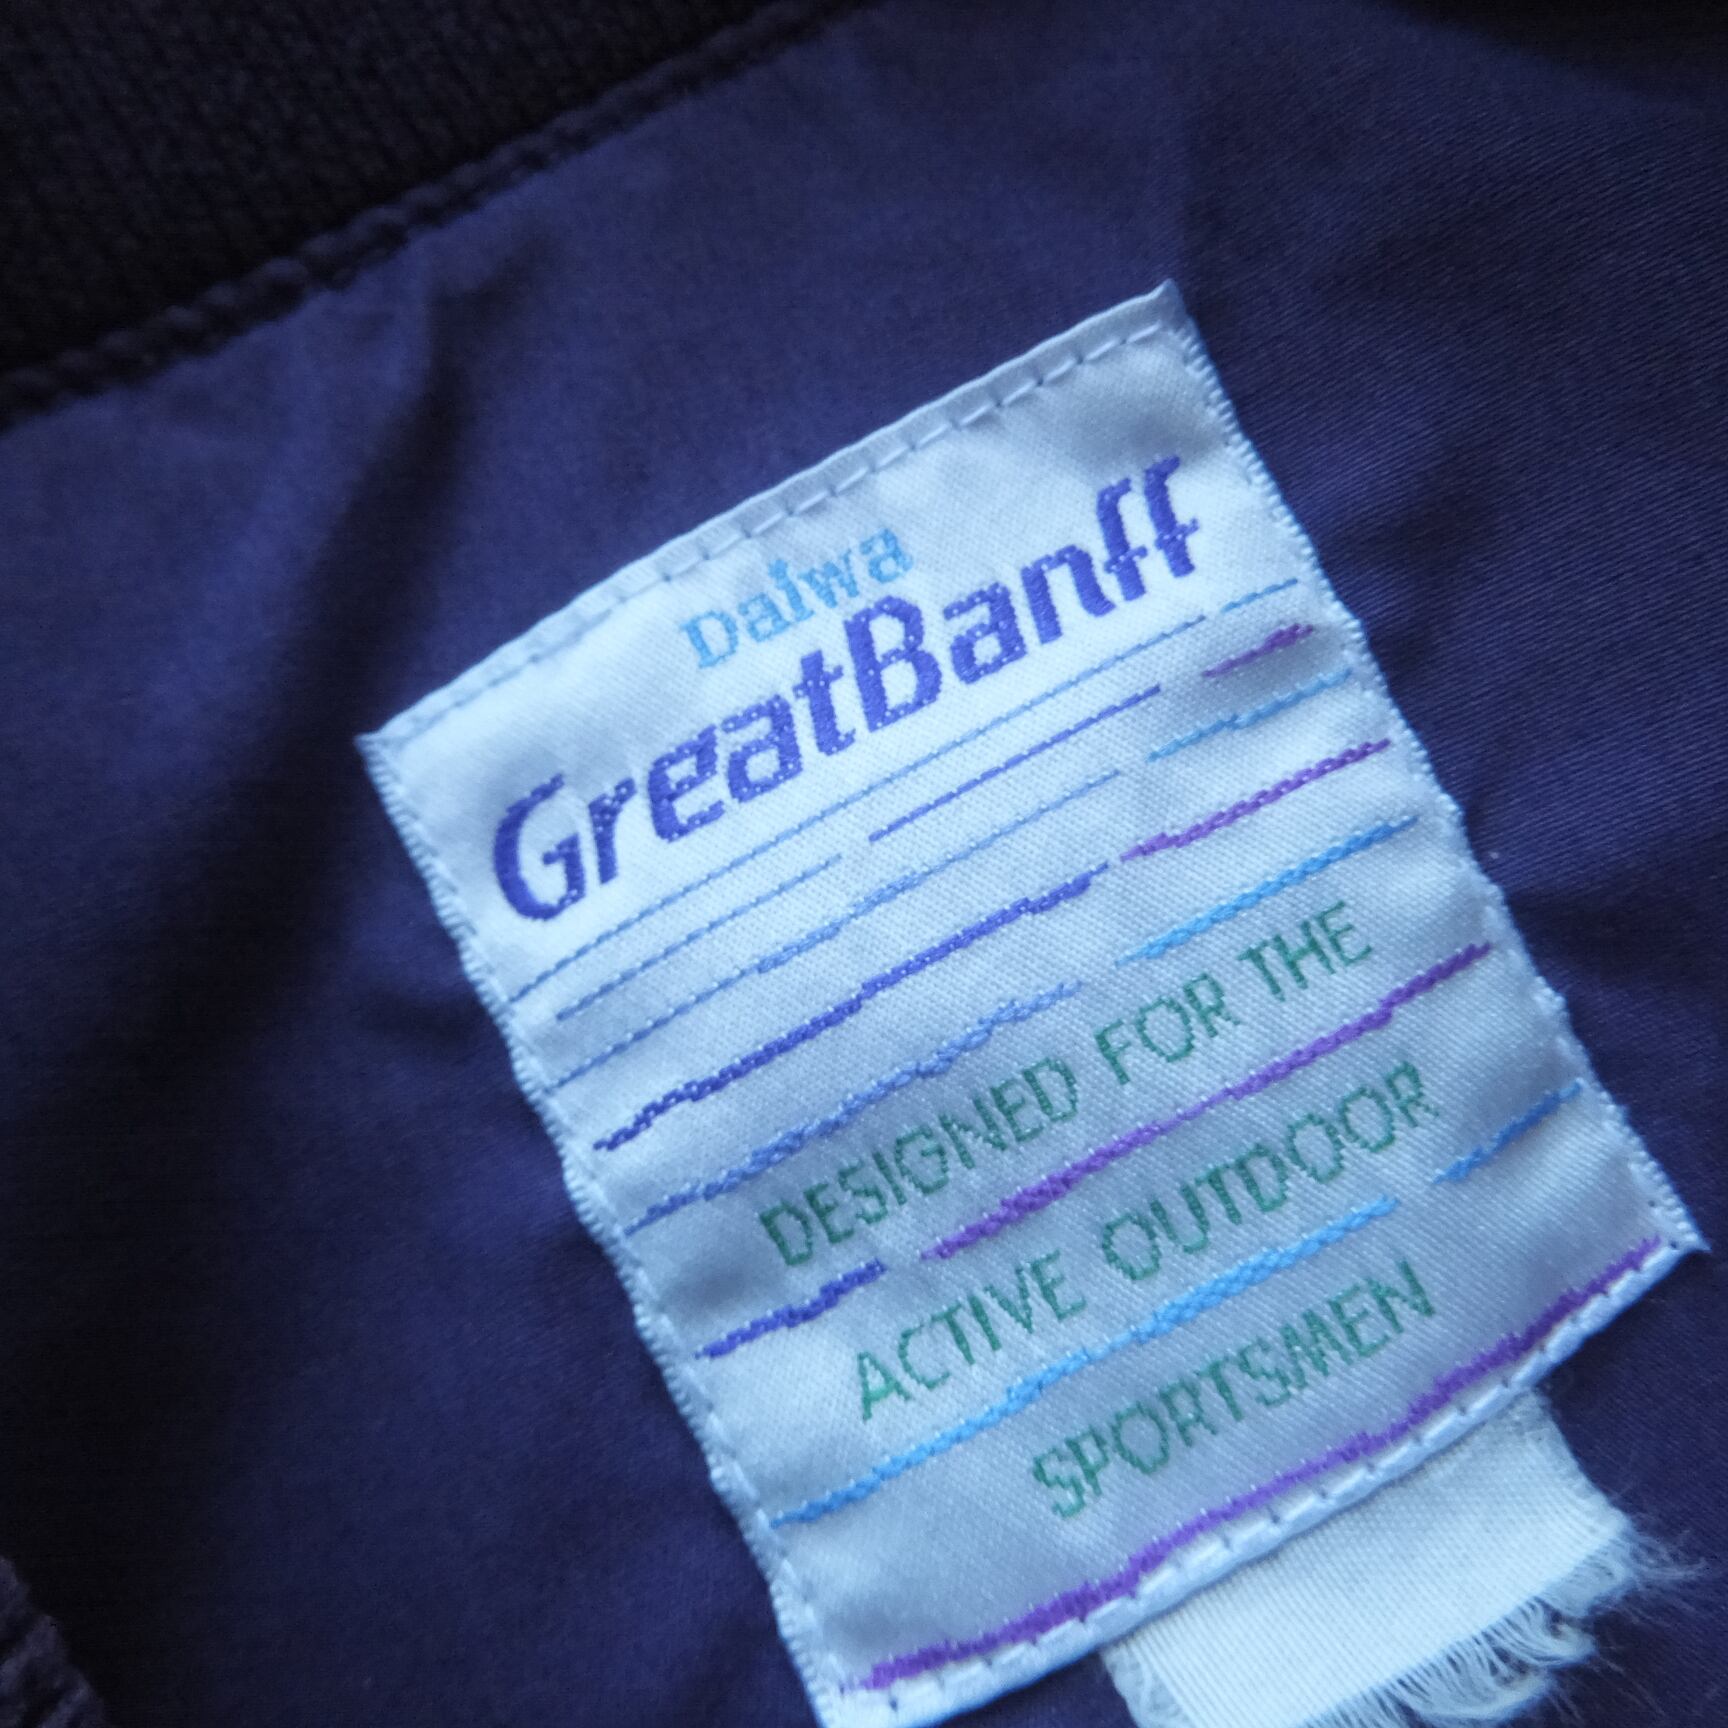 Daiwa
GreatBanff
DESIGNED FOR THE
ACTIVE OUTDOOR
SPORTSMEN